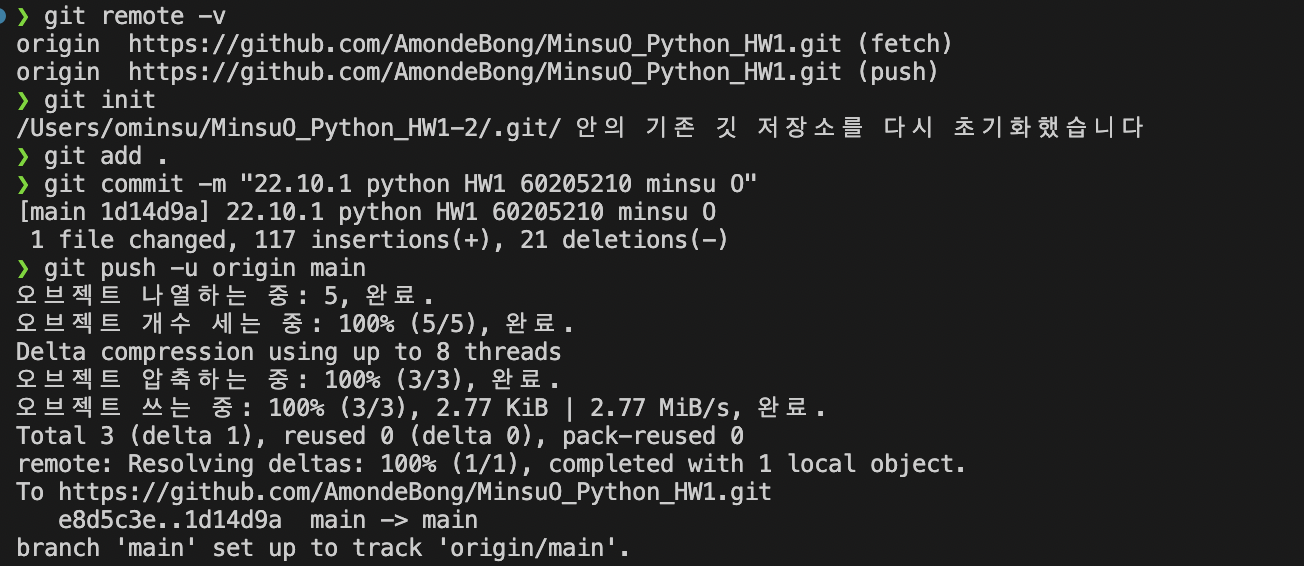 ❯ git remote -v
origin  https://github.com/AmondeBong/MinsuO_Python_HW1.git (fetch)
origin  https://github.com/AmondeBong/MinsuO_Python_HW1.git (push)
❯ git init
/Users/ominsu/MinsuO_Python_HW1-2/.git/ 안의 기존 깃 저장소를 다시 초기화했습니다
❯ git add .
❯ git commit -m "22.10.1 python HW1 60205210 minsu O"
[main 1d14d9a] 22.10.1 python HW1 60205210 minsu O
 1 file changed, 117 insertions(+), 21 deletions(-)
❯ git push -u origin main
오브젝트 나열하는 중: 5, 완료.
오브젝트 개수 세는 중: 100% (5/5), 완료.
Delta compression using up to 8 threads
오브젝트 압축하는 중: 100% (3/3), 완료.
오브젝트 쓰는 중: 100% (3/3), 2.77 KiB | 2.77 MiB/s, 완료.
Total 3 (delta 1), reused 0 (delta 0), pack-reused 0
remote: Resolving deltas: 100% (1/1), completed with 1 local object.
To https://github.com/AmondeBong/MinsuO_Python_HW1.git
   e8d5c3e..1d14d9a  main -> main
branch 'main' set up to track 'origin/main'.